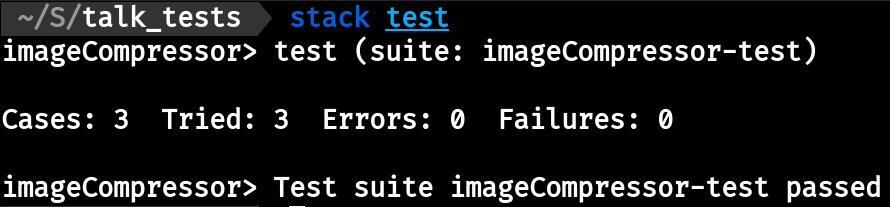 ~/S/talk_tests stack test
imageCompressor> test (suite: imageCompressor-test)
Cases: 3  Tried: 3  Errors: 0  Failures: 0
imageCompressor> Test suite imageCompressor-test passed